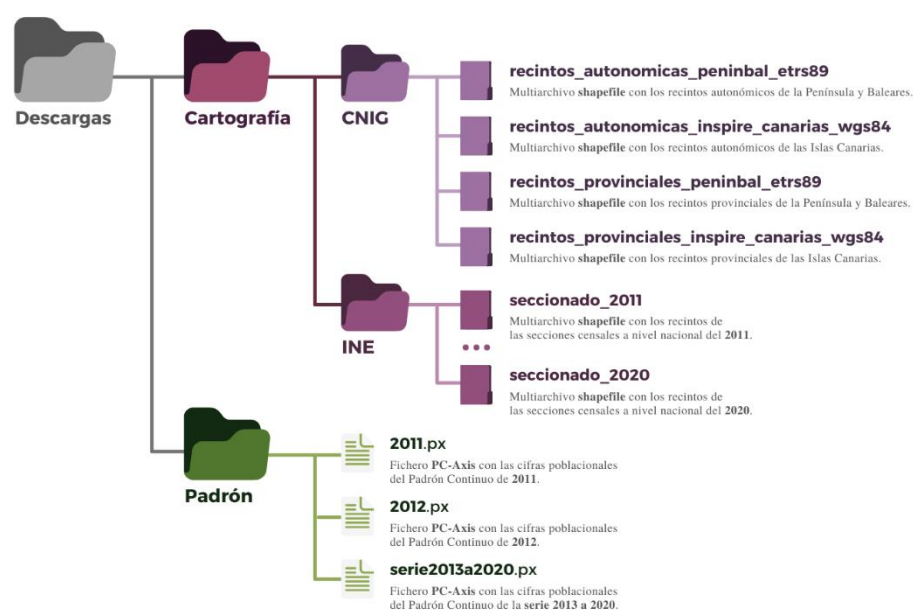 Descargas
Cartografía
CNIG
recintos_autonomicas_peninbal_etrs89
Multiarchivo shapefile con los recintos autonómicos de la Península y Baleares.
recintos_autonomicas_inspire_canarias_wgs84
Multiarchivo shapefile con los recintos autonómicos de las Islas Canarias.
recintos_provinciales_peninbal_etrs89
Multiarchivo shapefile con los recintos provinciales de la Península y Baleares.
recintos_provinciales_inspire_canarias_wgs84
Multiarchivo shapefile con los recintos provinciales de las Islas Canarias.
INE
seccionado_2011
Multiarchivo shapefile con los recintos de
las secciones censales a nivel nacional del 2011.
seccionado_2020
Multiarchivo shapefile con los recintos de
las secciones censales a nivel nacional del 2020.
Padrón
2011.px
Fichero PC-Axis con las cifras poblacionales
del Padrón Continuo de 2011.
2012.px
Fichero PC-Axis con las cifras poblacionales
del Padrón Continuo de 2012.
serie2013a2020.px
Fichero PC-Axis con las cifras poblacionales
del Padrón Continuo de la serie 2013 a 2020.